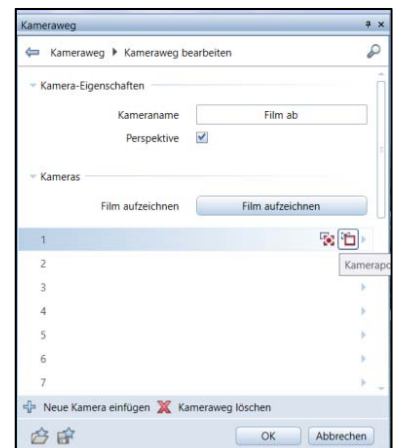 Kameraweg
Kameraweg Kameraweg bearbeiten
Kamera-Eigenschaften
Kameraname Film ab
Perspektive
Kameras
Film aufzeichnen Film aufzeichnen
1
2 Kamerapo
3
4
5
6
7
Neue Kamera einfügen Kameraweg löschen
OK Abbrechen